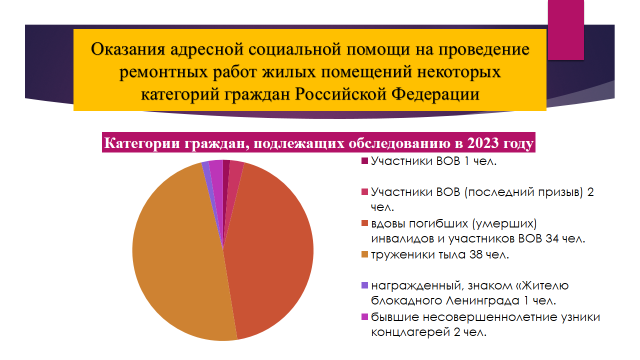 Оказания адресной социальной помощи на проведение
ремонтных работ жилых помещений некоторых
категорий граждан Российской Федерации
Категории граждан, подлежащих обследованию в 2023 году
Участники ВОВ 1 чел.
Участники ВОВ (последний призыв) 2
чел.
вдовы погибших (умерших)
инвалидов и участников ВОВ 34 чел.
труженики тыла 38 чел.
награжденный, знаком «Жителю
блокадного Ленинграда 1 чел.
бывшие несовершеннолетние узники
концлагерей 2 чел.